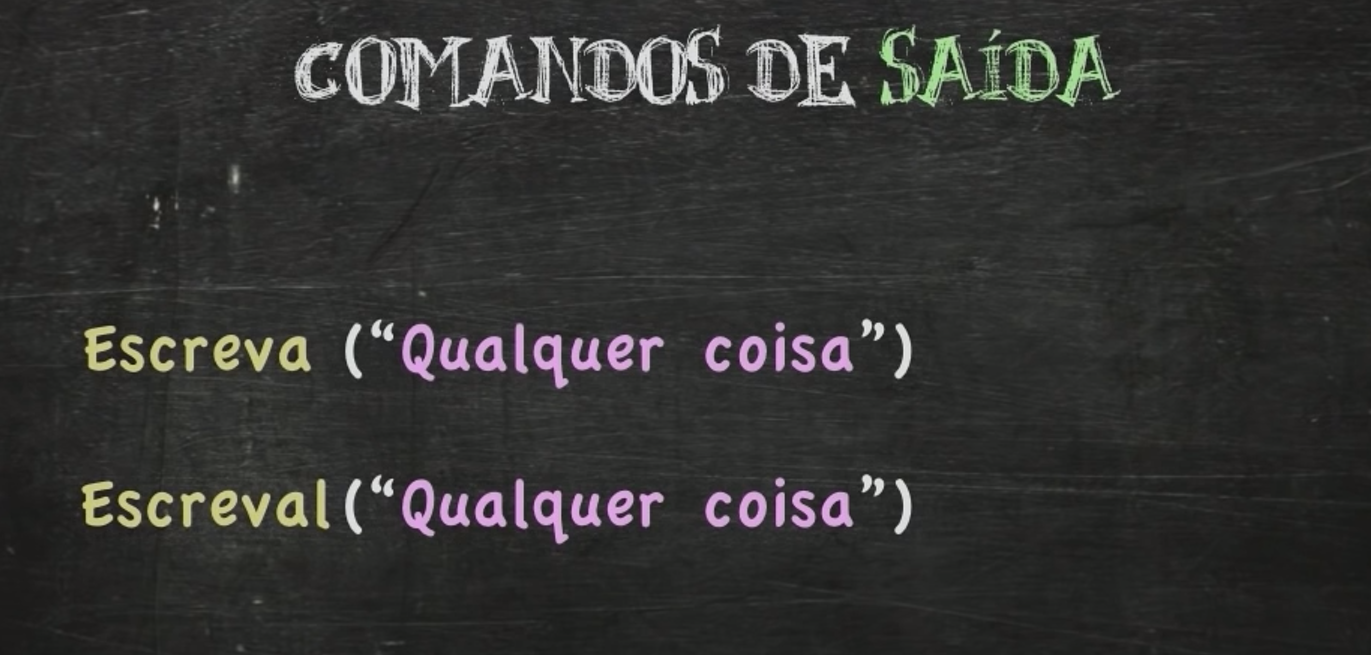 COMANDOS DE SAÍDA
Escreva (“Qualquer coisa”)
Escreval(“Qualquer coisa”)